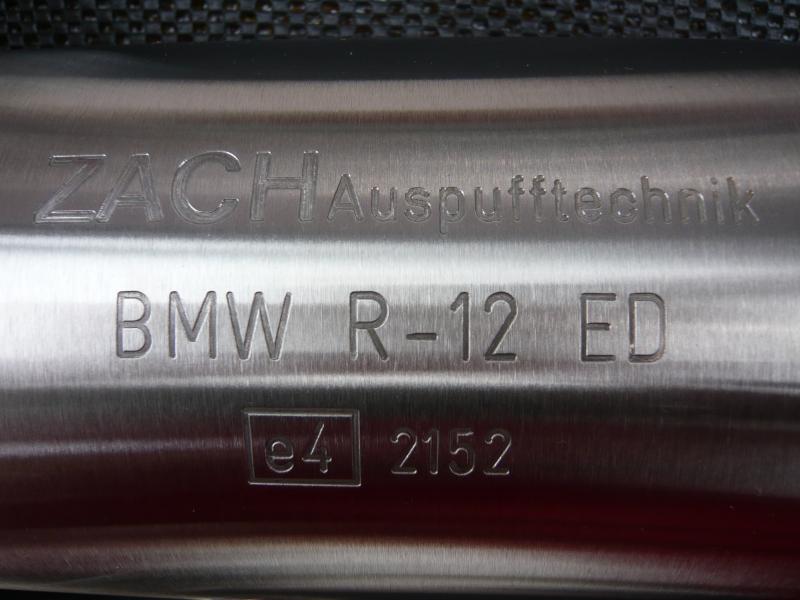 ZACH Auspufftechnik
BMW R-12 ED
e4 2152